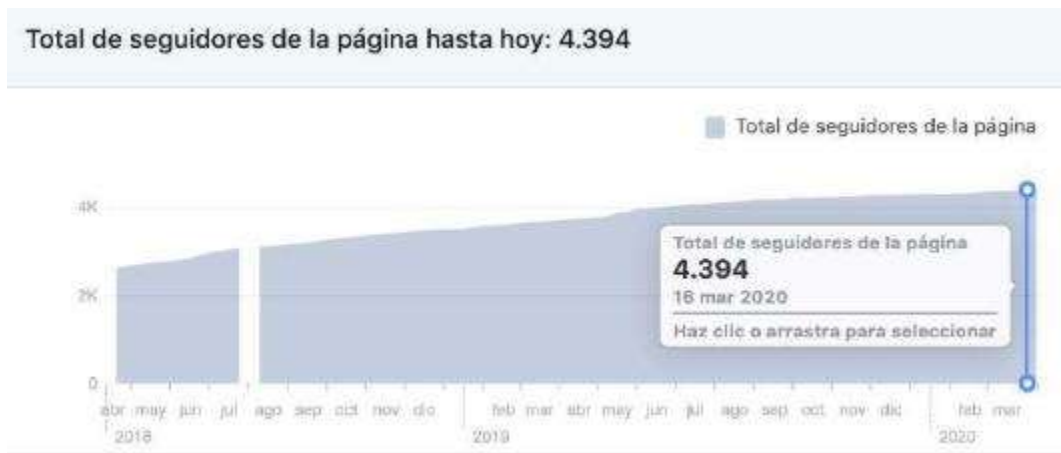 Total de seguidores de la página hasta hoy: 4.394
Total de seguidores de la página
4K
Total de seguidores de la página
4.394
16 mar 2020
2K
Haz clic o arrastra para seleccionar
0
abr may jun jul ago sep oct nov dic feb mar abr may jun jul ago sep oct nov dic feb mar
2018 2019 2020